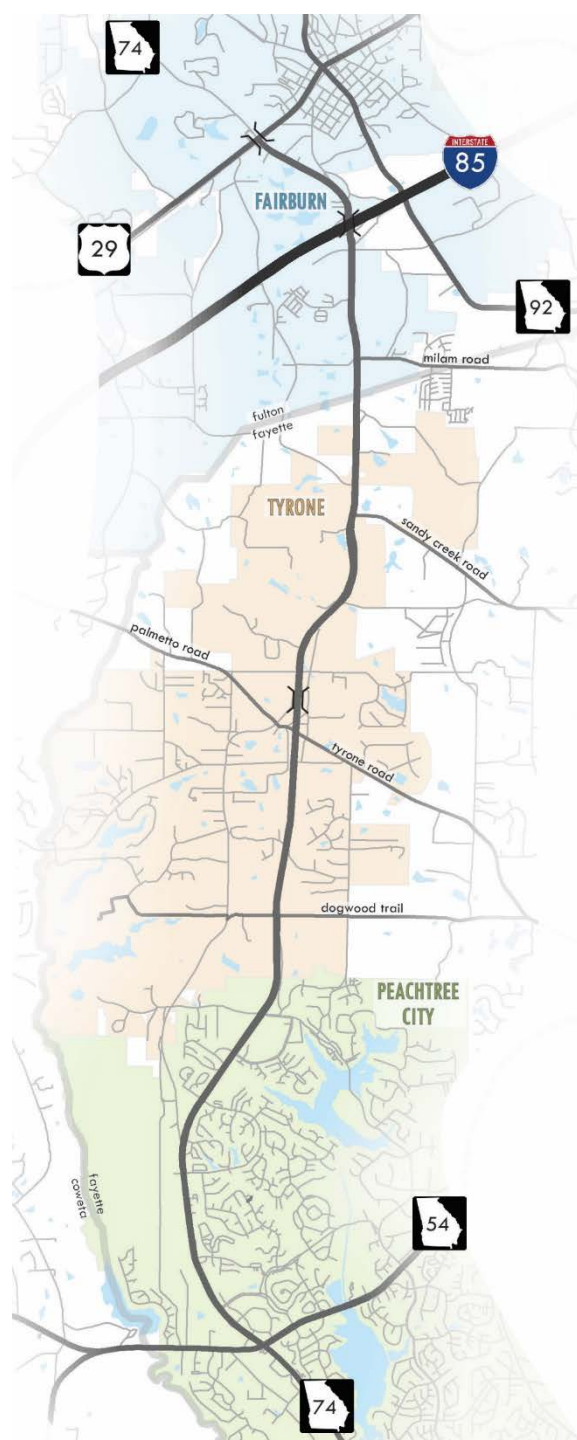 74
INTERSTATE
85
FAIRBURN
29
92
milam road
fulton
fayette
TYRONE
sandy creek road
palmetto road
tyrone road
dogwood trail
PEACHTREE
CITY
fayette
coweta
54
74